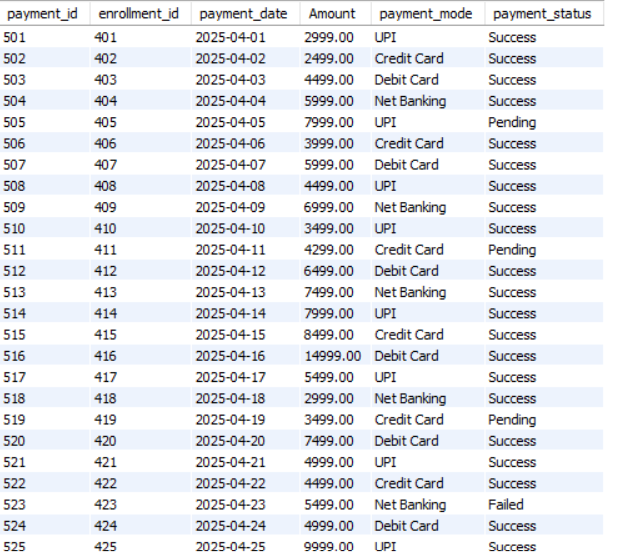 payment_id enrollment_id payment_date Amount payment_mode payment_status
501 401 2025-04-01 2999.00 UPI Success
502 402 2025-04-02 2499.00 Credit Card Success
503 403 2025-04-03 4499.00 Debit Card Success
504 404 2025-04-04 5999.00 Net Banking Success
505 405 2025-04-05 7999.00 UPI Pending
506 406 2025-04-06 3999.00 Credit Card Success
507 407 2025-04-07 5999.00 Debit Card Success
508 408 2025-04-08 4499.00 UPI Success
509 409 2025-04-09 6999.00 Net Banking Success
510 410 2025-04-10 3499.00 UPI Success
511 411 2025-04-11 4299.00 Credit Card Pending
512 412 2025-04-12 6499.00 Debit Card Success
513 413 2025-04-13 7499.00 Net Banking Success
514 414 2025-04-14 7999.00 UPI Success
515 415 2025-04-15 8499.00 Credit Card Success
516 416 2025-04-16 14999.00 Debit Card Success
517 417 2025-04-17 5499.00 UPI Success
518 418 2025-04-18 2999.00 Net Banking Success
519 419 2025-04-19 3499.00 Credit Card Pending
520 420 2025-04-20 7499.00 Debit Card Success
521 421 2025-04-21 4999.00 UPI Success
522 422 2025-04-22 4499.00 Credit Card Success
523 423 2025-04-23 5499.00 Net Banking Failed
524 424 2025-04-24 4999.00 Debit Card Success
525 425 2025-04-25 9999.00 UPI Success